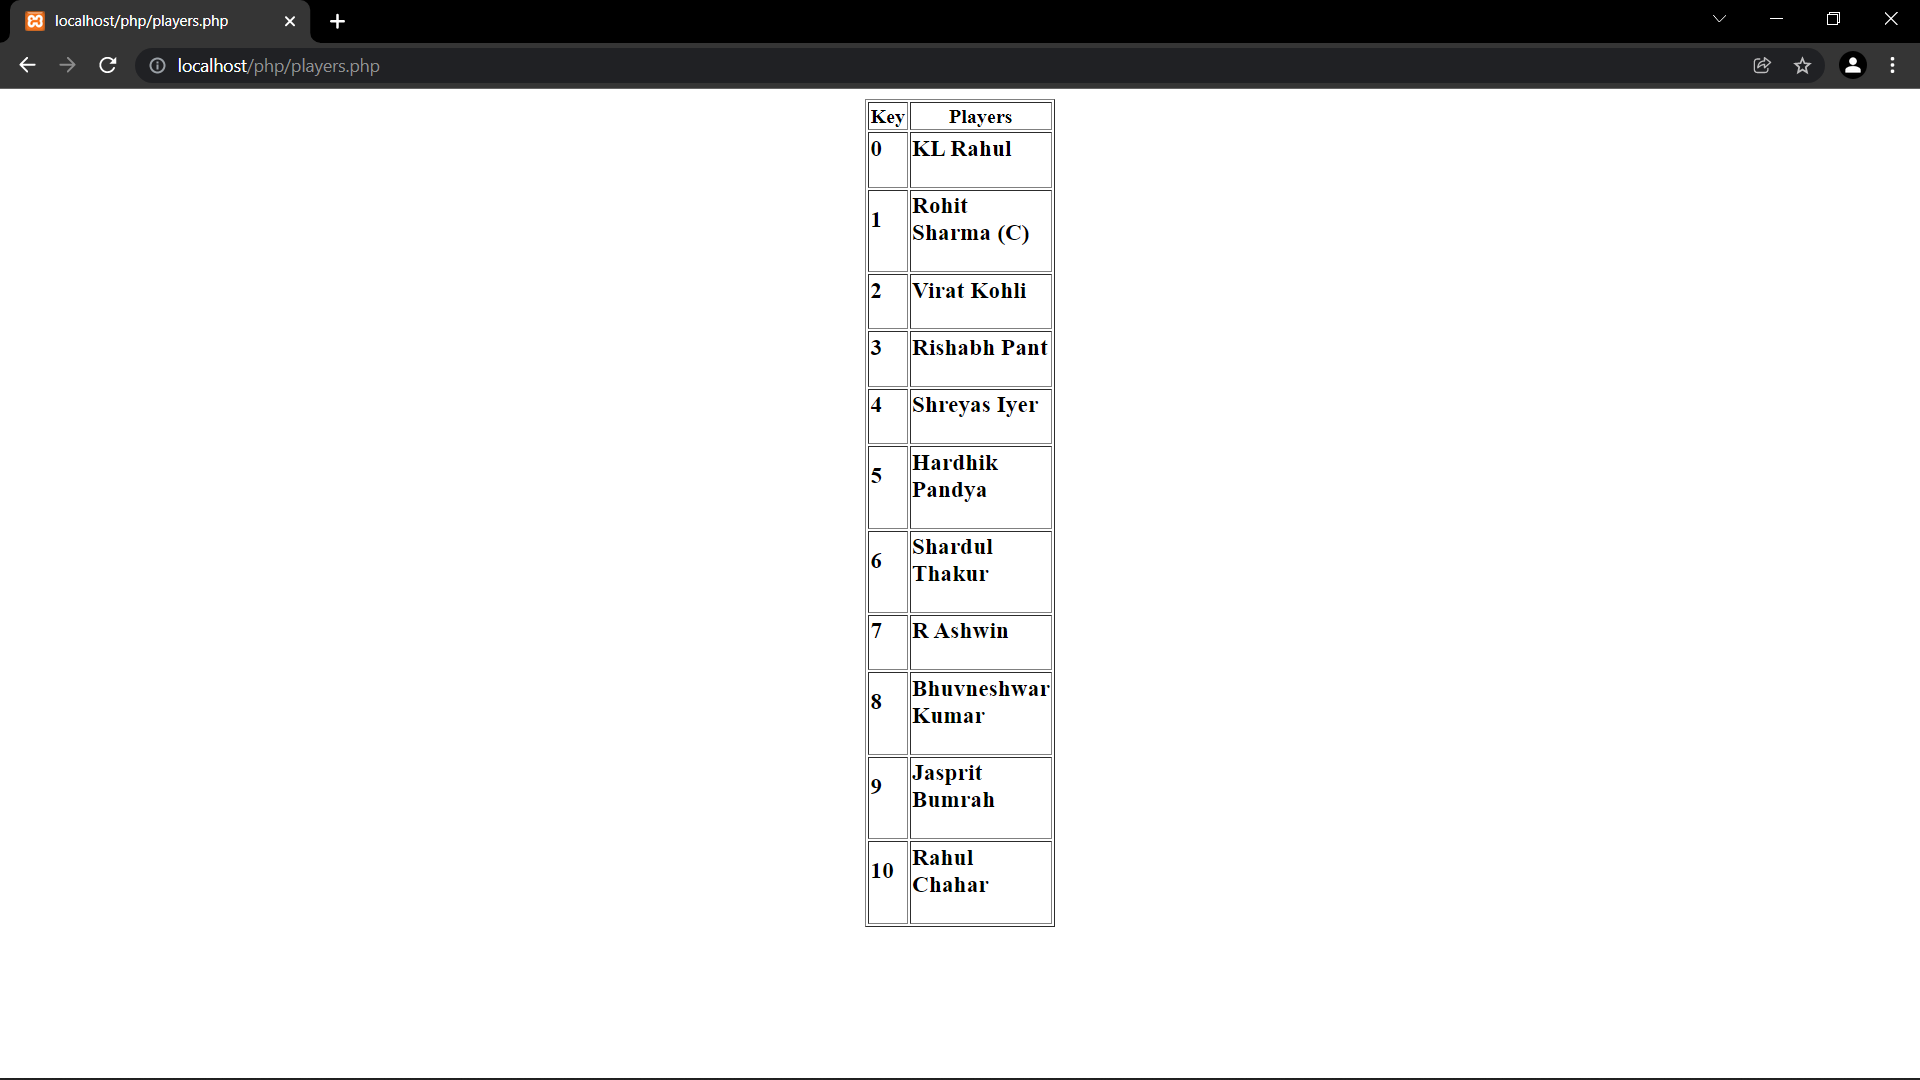 localhost/php/players.php
localhost/php/players.php
Key Players
0 KL Rahul
1 Rohit
Sharma (C)
2 Virat Kohli
3 Rishabh Pant
4 Shreyas Iyer
5 Hardhik
Pandya
6 Shardul
Thakur
7 R Ashwin
8 Bhuvneshwar
Kumar
9 Jasprit
Bumrah
10 Rahul
Chahar